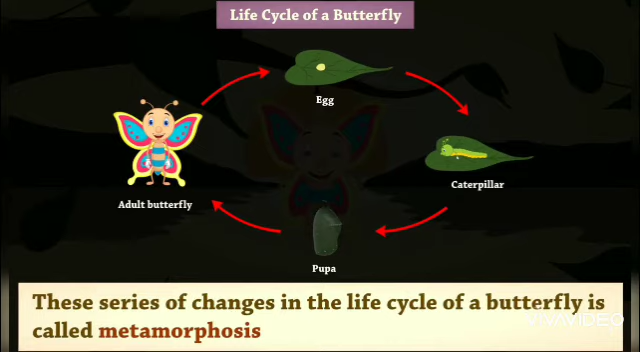 Life Cycle of a Butterfly
Egg
Caterpillar
Adult butterfly
Pupa
These series of changes in the life cycle of a butterfly is
called metamorphosis
VIVAVIDEO